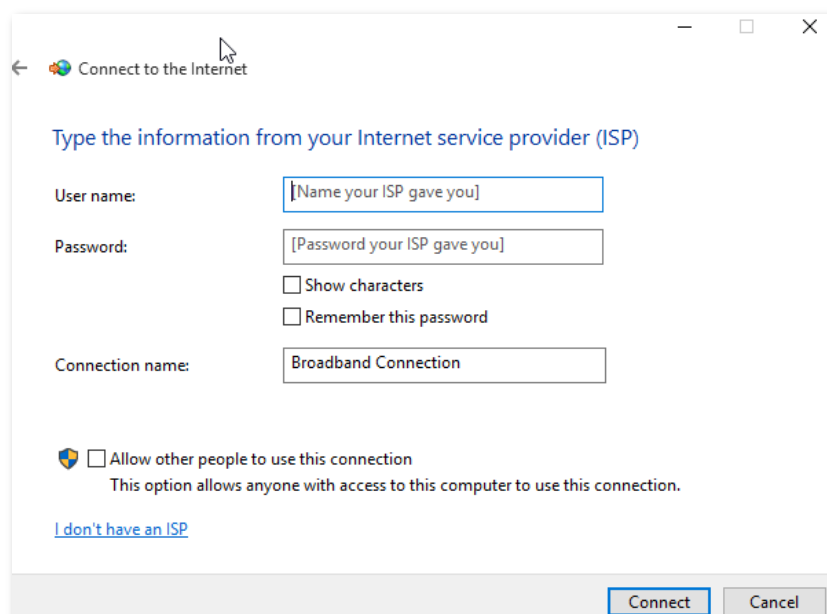 Connect to the Internet
Type the information from your Internet service provider (ISP)
User name:
[Name your ISP gave you]
Password:
[Password your ISP gave you]
Show characters
Remember this password
Connection name:
Broadband Connection
Allow other people to use this connection
This option allows anyone with access to this computer to use this connection.
I don't have an ISP
Connect
Cancel